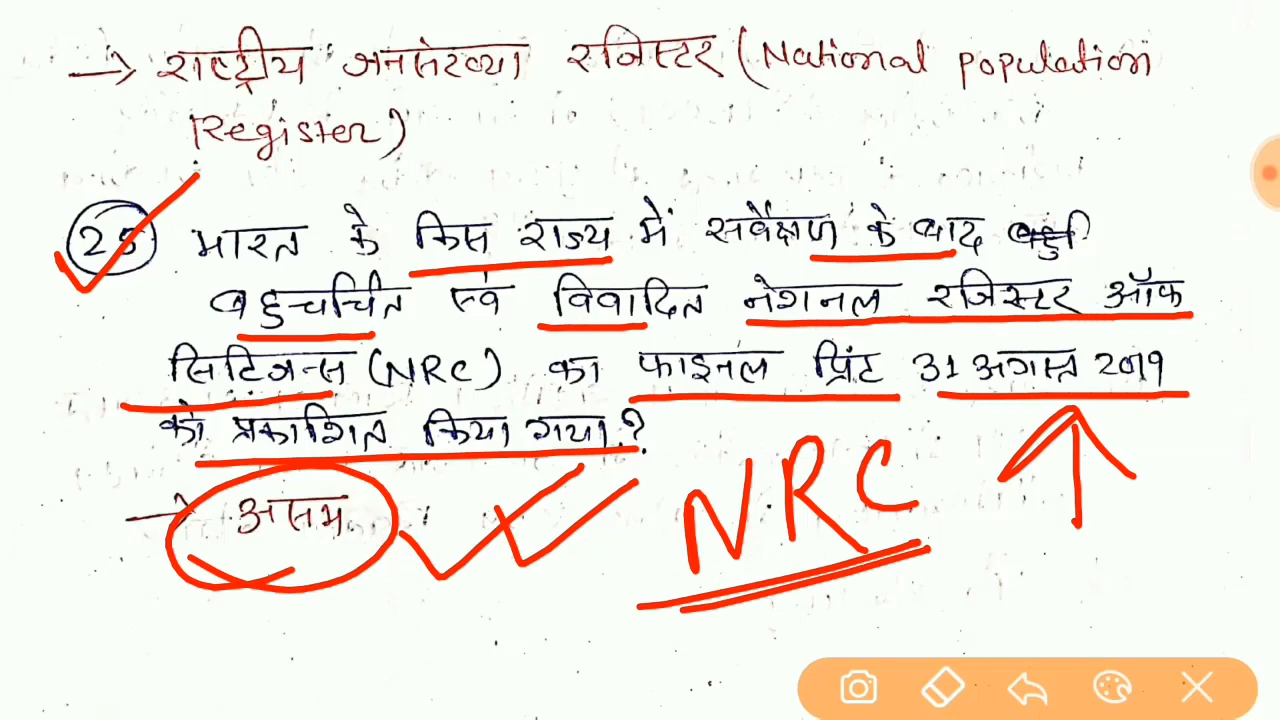 → राष्ट्रीय जनसंख्या रजिस्टर (National population
Register)
25 भारत के किस राज्य में सर्वेक्षण के बाद
बहुचर्चित एवं विवादित नेशनल रजिस्टर ऑफ
सिटिजन्स (NRC) का फाइनल प्रिंट 31 अगस्त 2019
को प्रकाशित किया गया ?
→ असम
NRC